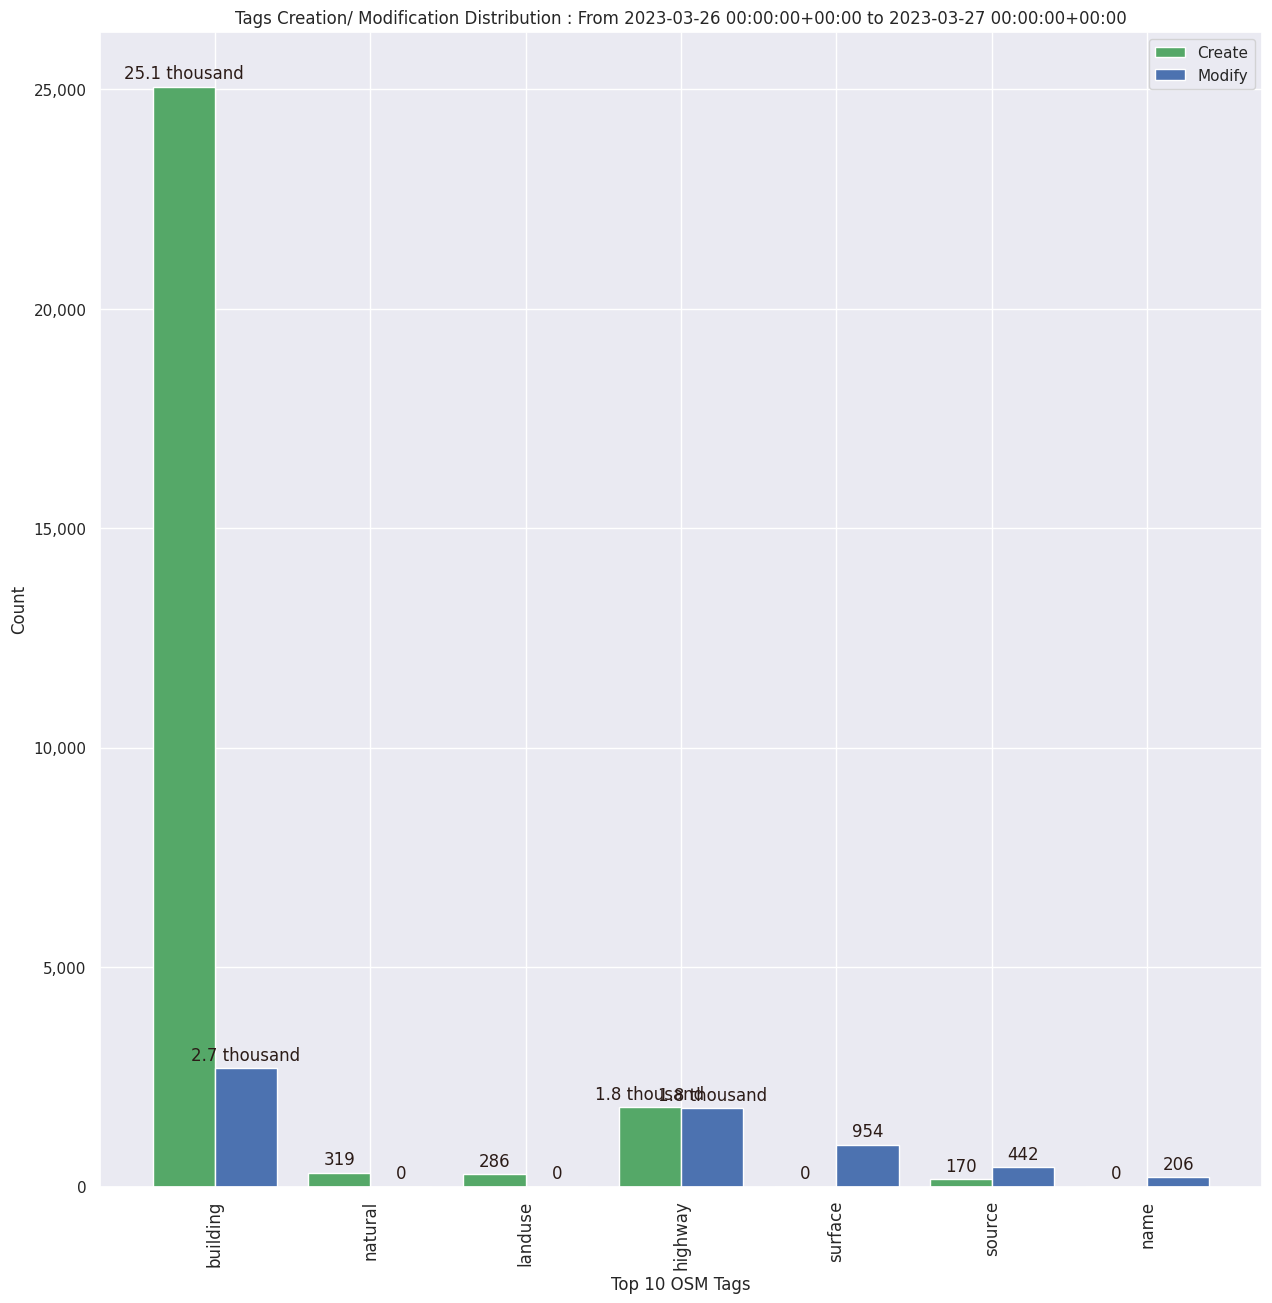 Tags Creation/ Modification Distribution : From 2023-03-26 00:00:00+00:00 to 2023-03-27 00:00:00+00:00
Create
Modify
25.1 thousand
25,000
20,000
15,000
10,000
5,000
0
Count
2.7 thousand
319
0
286
0
1.8 thousand
1.8 thousand
0
954
170
442
0
206
building
natural
landuse
highway
surface
source
name
Top 10 OSM Tags